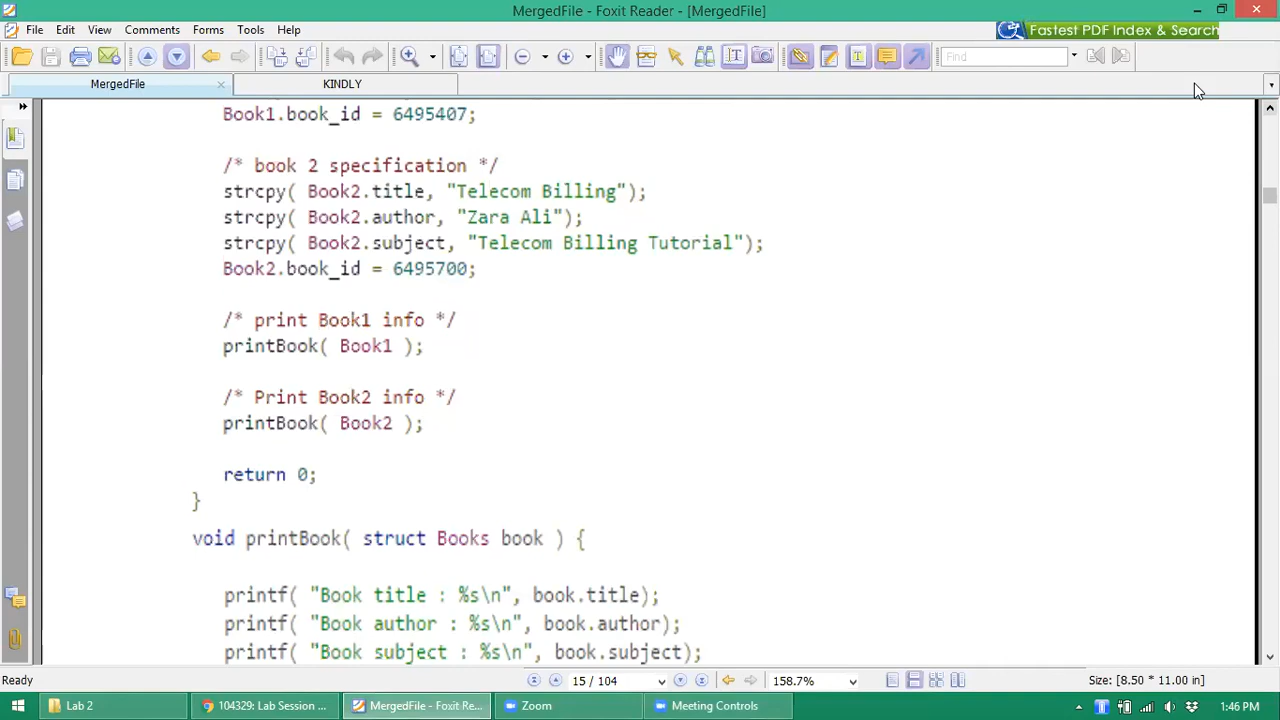 MergedFile - Foxit Reader - [MergedFile]
File Edit View Comments Forms Tools Help
Fastest PDF Index & Search
Find
MergedFile
KINDLY
Book1.book_id = 6495407;
/* book 2 specification */
strcpy( Book2.title, "Telecom Billing");
strcpy( Book2.author, "Zara Ali");
strcpy( Book2.subject, "Telecom Billing Tutorial");
Book2.book_id = 6495700;
/* print Book1 info */
printBook( Book1 );
/* Print Book2 info */
printBook( Book2 );
return 0;
}
void printBook( struct Books book ) {
printf( "Book title : %s\n", book.title);
printf( "Book author : %s\n", book.author);
printf( "Book subject : %s\n", book.subject);
Ready
15 / 104
158.7%
Size: [8.50 * 11.00 in]
Lab 2
104329: Lab Session ...
MergedFile - Foxit Re...
Zoom
Meeting Controls
1:46 PM